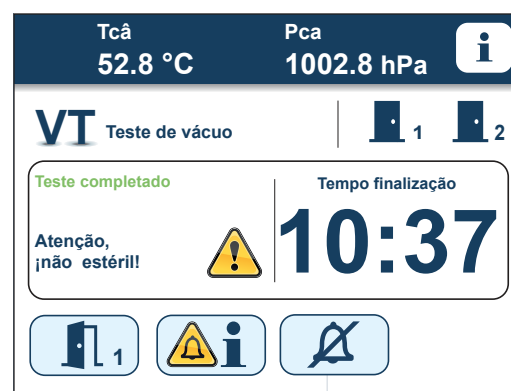 Tcâ
52.8 °C
Pca
1002.8 hPa
i
VT Teste de vácuo
1
2
Teste completado
Atenção,
¡não estéril!
Tempo finalização
10:37
1
i